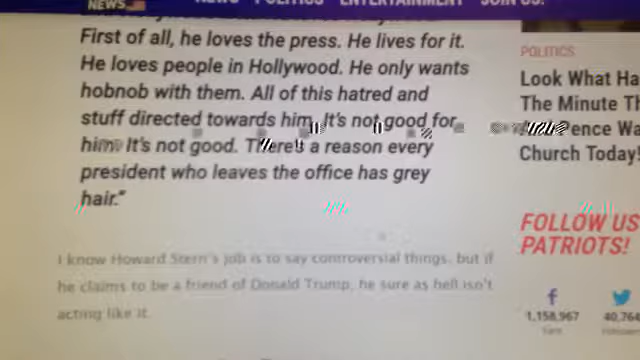 NEWS
NEWS POLITICS ENTERTAINMENT JOIN US!
First of all, he loves the press. He lives for it.
He loves people in Hollywood. He only wants
hobnob with them. All of this hatred and
stuff directed towards him. It's not good for
him. It's not good. There's a reason every
president who leaves the office has grey
hair."
I know Howard Stern's job is to say controversial things, but if
he claims to be a friend of Donald Trump, he sure as hell isn't
acting like it.
POLITICS
Look What Ha
The Minute Th
Pence Wa
Church Today!
FOLLOW US
PATRIOTS!
1,158,967
40,764
Fans